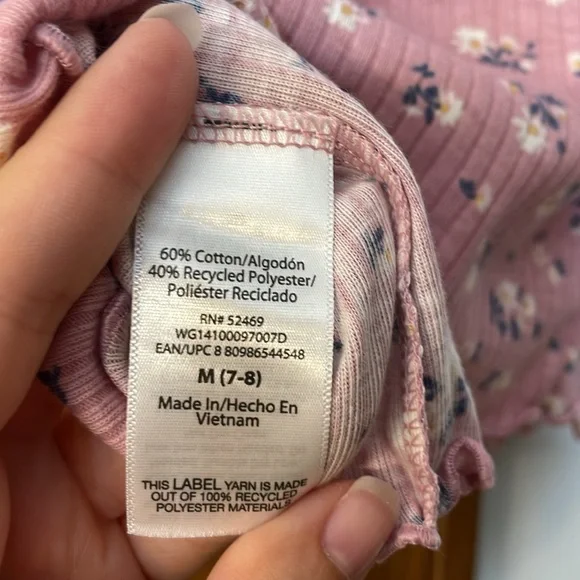 60% Cotton/Algodón
40% Recycled Polyester/
Poliéster Reciclado
RN# 52469
WG14100097007D
EAN/UPC 8 80986544548
M (7-8)
Made In/Hecho En
Vietnam
THIS LABEL YARN IS MADE
OUT OF 100% RECYCLED
POLYESTER MATERIALS